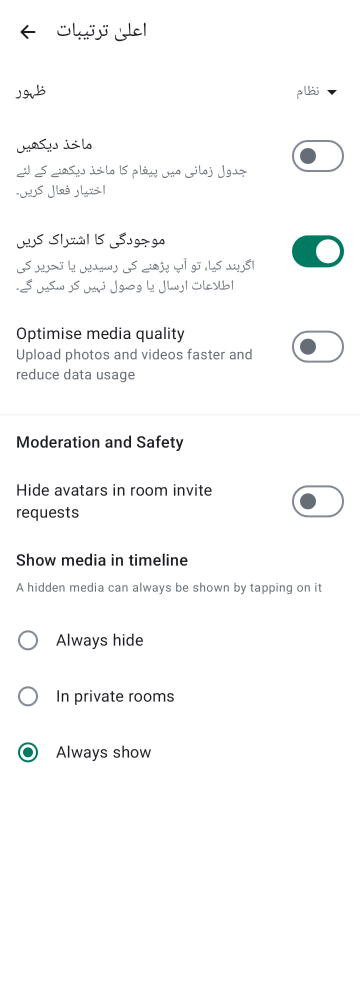 اعلیٰ ترتیبات
ظہور
نظام
ماخذ دیکھیں
جدول زمانی میں پیغام کا ماخذ دیکھنے کے لئے
اختیار فعال کریں۔
موجودگی کا اشتراک کریں
اگربند کیا، تو آپ پڑھنے کی رسیدیں یا تحریر کی
اطلاعات ارسال یا وصول نہیں کر سکیں گے۔
Optimise media quality
Upload photos and videos faster and
reduce data usage
Moderation and Safety
Hide avatars in room invite
requests
Show media in timeline
A hidden media can always be shown by tapping on it
Always hide
In private rooms
Always show